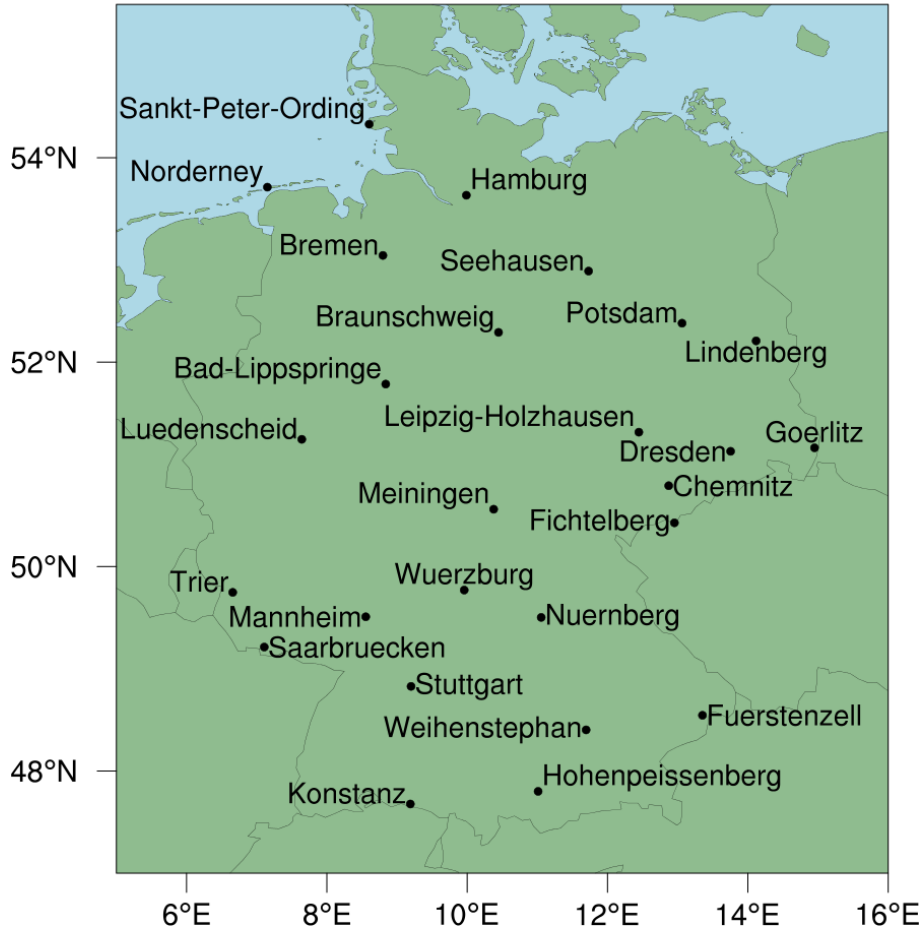 Sankt-Peter-Ording
54°N
Norderney
Hamburg
Bremen
Seehausen
Braunschweig
Potsdam
Lindenberg
52°N
Bad-Lippspringe
Leipzig-Holzhausen
Luedenscheid
Goerlitz
Dresden
Chemnitz
Meiningen
Fichtelberg
50°N
Trier
Wuerzburg
Mannheim
Nuernberg
Saarbruecken
Stuttgart
Weihenstephan
Fuerstenzell
48°N
Hohenpeissenberg
Konstanz
6°E 8°E 10°E 12°E 14°E 16°E